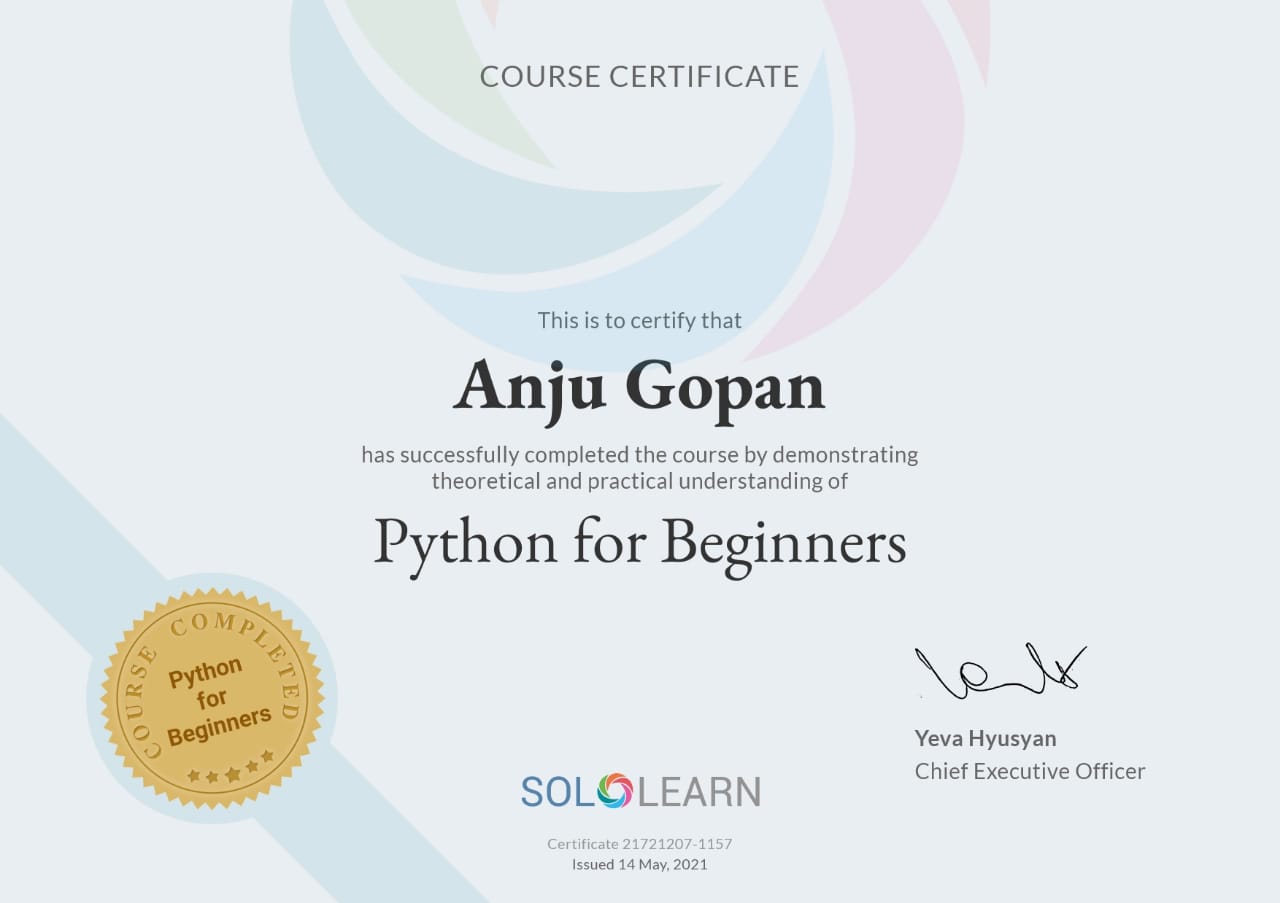 COURSE CERTIFICATE
This is to certify that
Anju Gopan
has successfully completed the course by demonstrating
theoretical and practical understanding of
Python for Beginners
COURSE COMPLETED
Python
for
Beginners
Yeva Hyusyan
Chief Executive Officer
SOLOLEARN
Certificate 21721207-1157
Issued 14 May, 2021